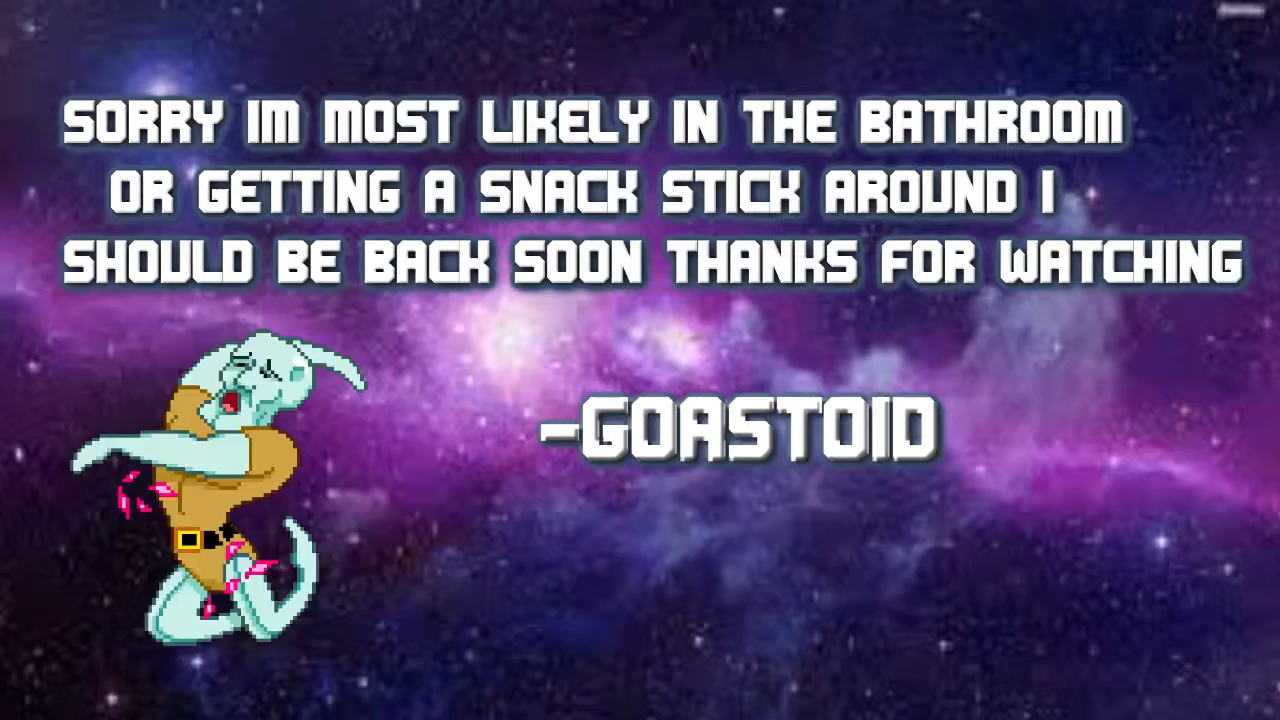 SORRY IM MOST LIKELY IN THE BATHROOM
OR GETTING A SNACK STICK AROUND I
SHOULD BE BACK SOON THANKS FOR WATCHING
-GOASTOID